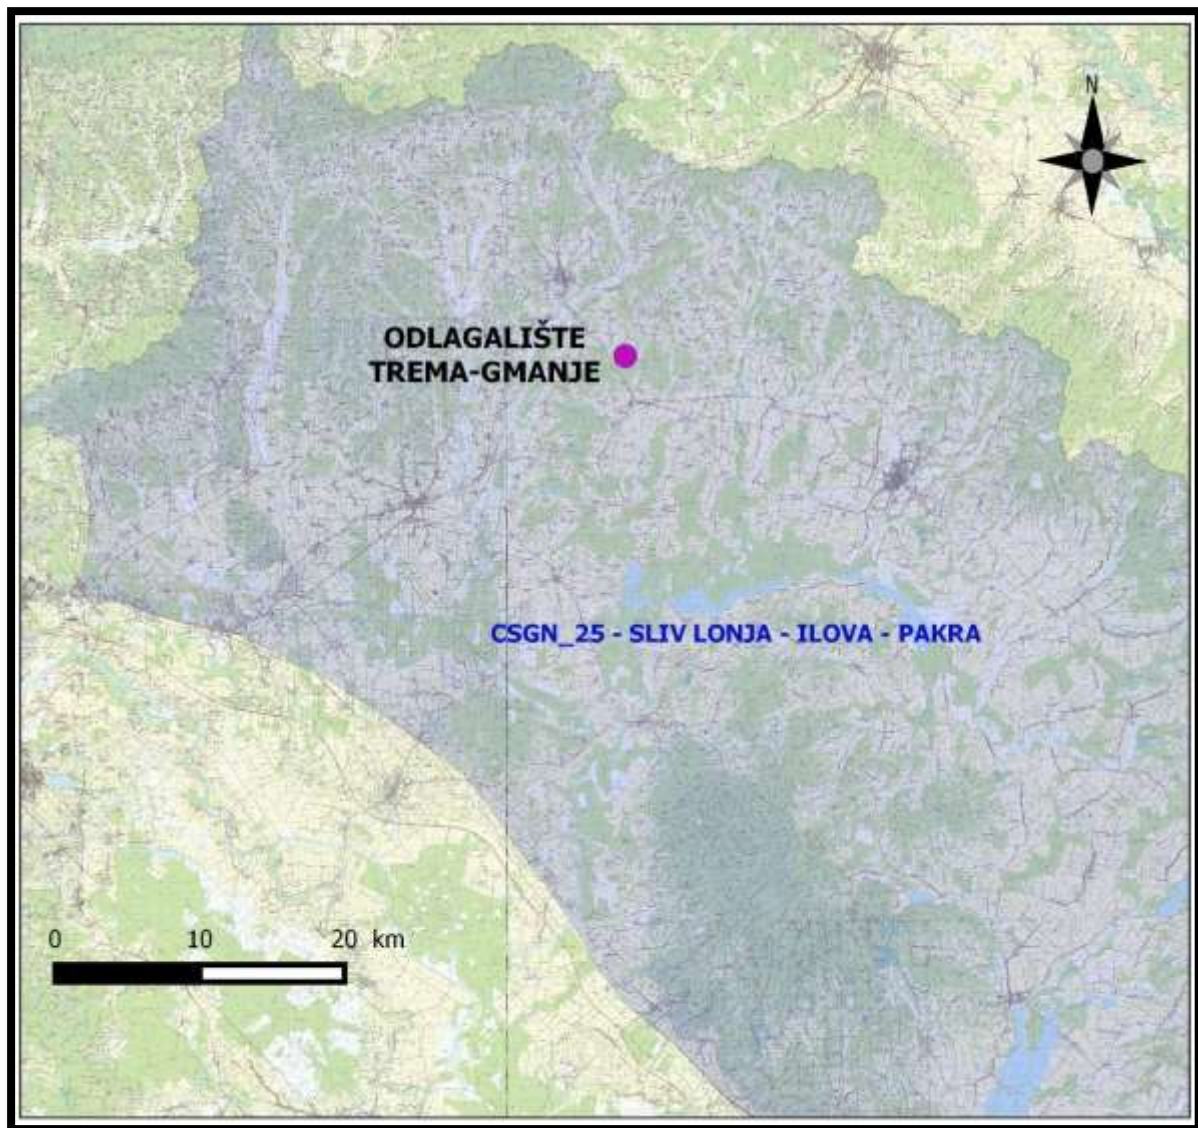 N
ODLAGALIŠTE
TREMA-GMANJE
CSGN_25 - SLIV LONJA - ILOVA - PAKRA
0 10 20 km